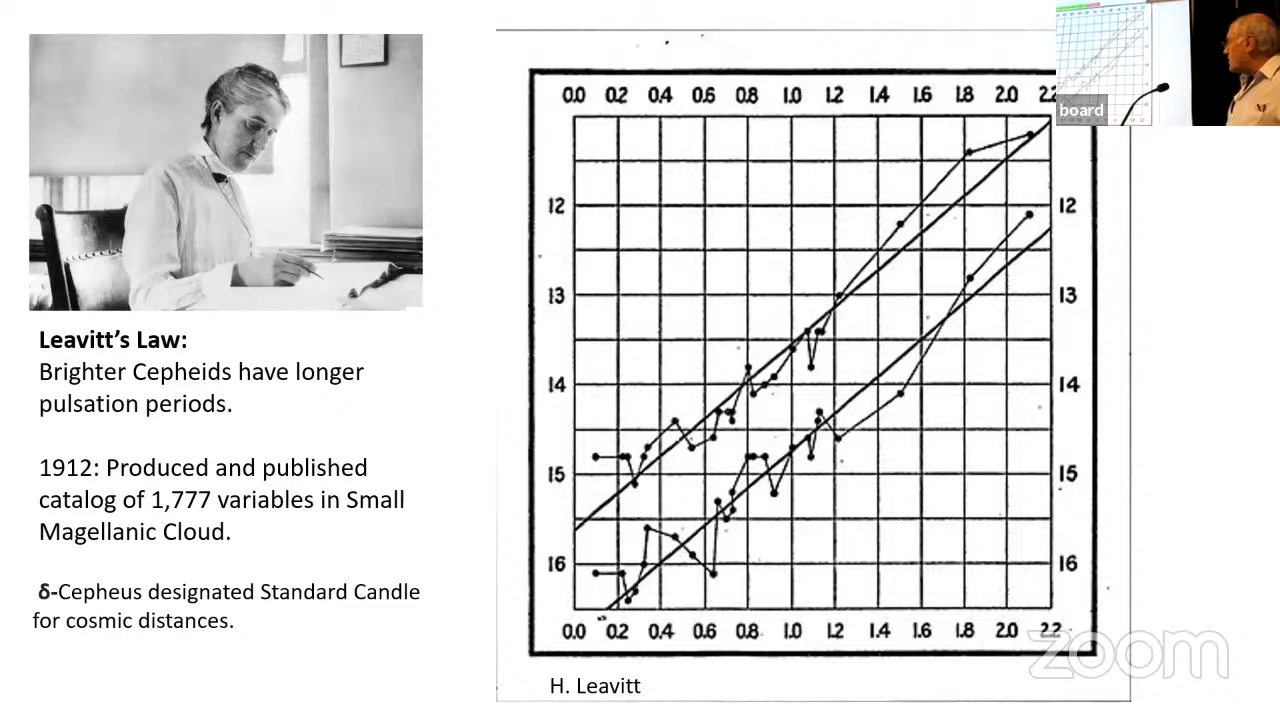 Leavitt's Law:
Brighter Cepheids have longer
pulsation periods.
1912: Produced and published
catalog of 1,777 variables in Small
Magellanic Cloud.
δ-Cepheus designated Standard Candle
for cosmic distances.
0.0 0.2 0.4 0.6 0.8 1.0 1.2 1.4 1.6 1.8 2.0 2.2
12 12
13 13
14 14
15 15
16 16
0.0 0.2 0.4 0.6 0.8 1.0 1.2 1.4 1.6 1.8 2.0 2.2
H. Leavitt
board
zoom